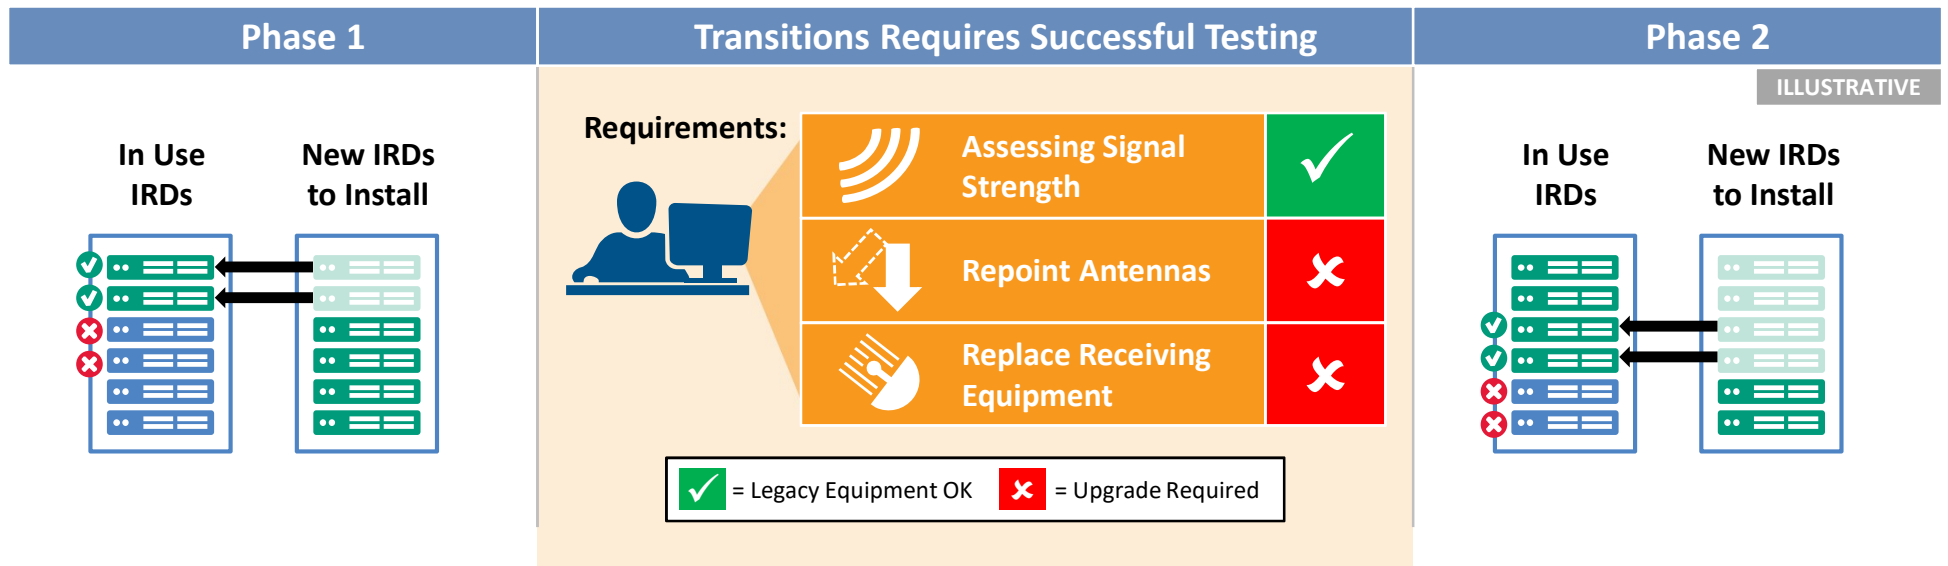 Phase 1
Transitions Requires Successful Testing
Phase 2
ILLUSTRATIVE
In Use
IRDs
New IRDs
to Install
Requirements:
Assessing Signal
Strength
Repoint Antennas
Replace Receiving
Equipment
= Legacy Equipment OK
= Upgrade Required
In Use
IRDs
New IRDs
to Install